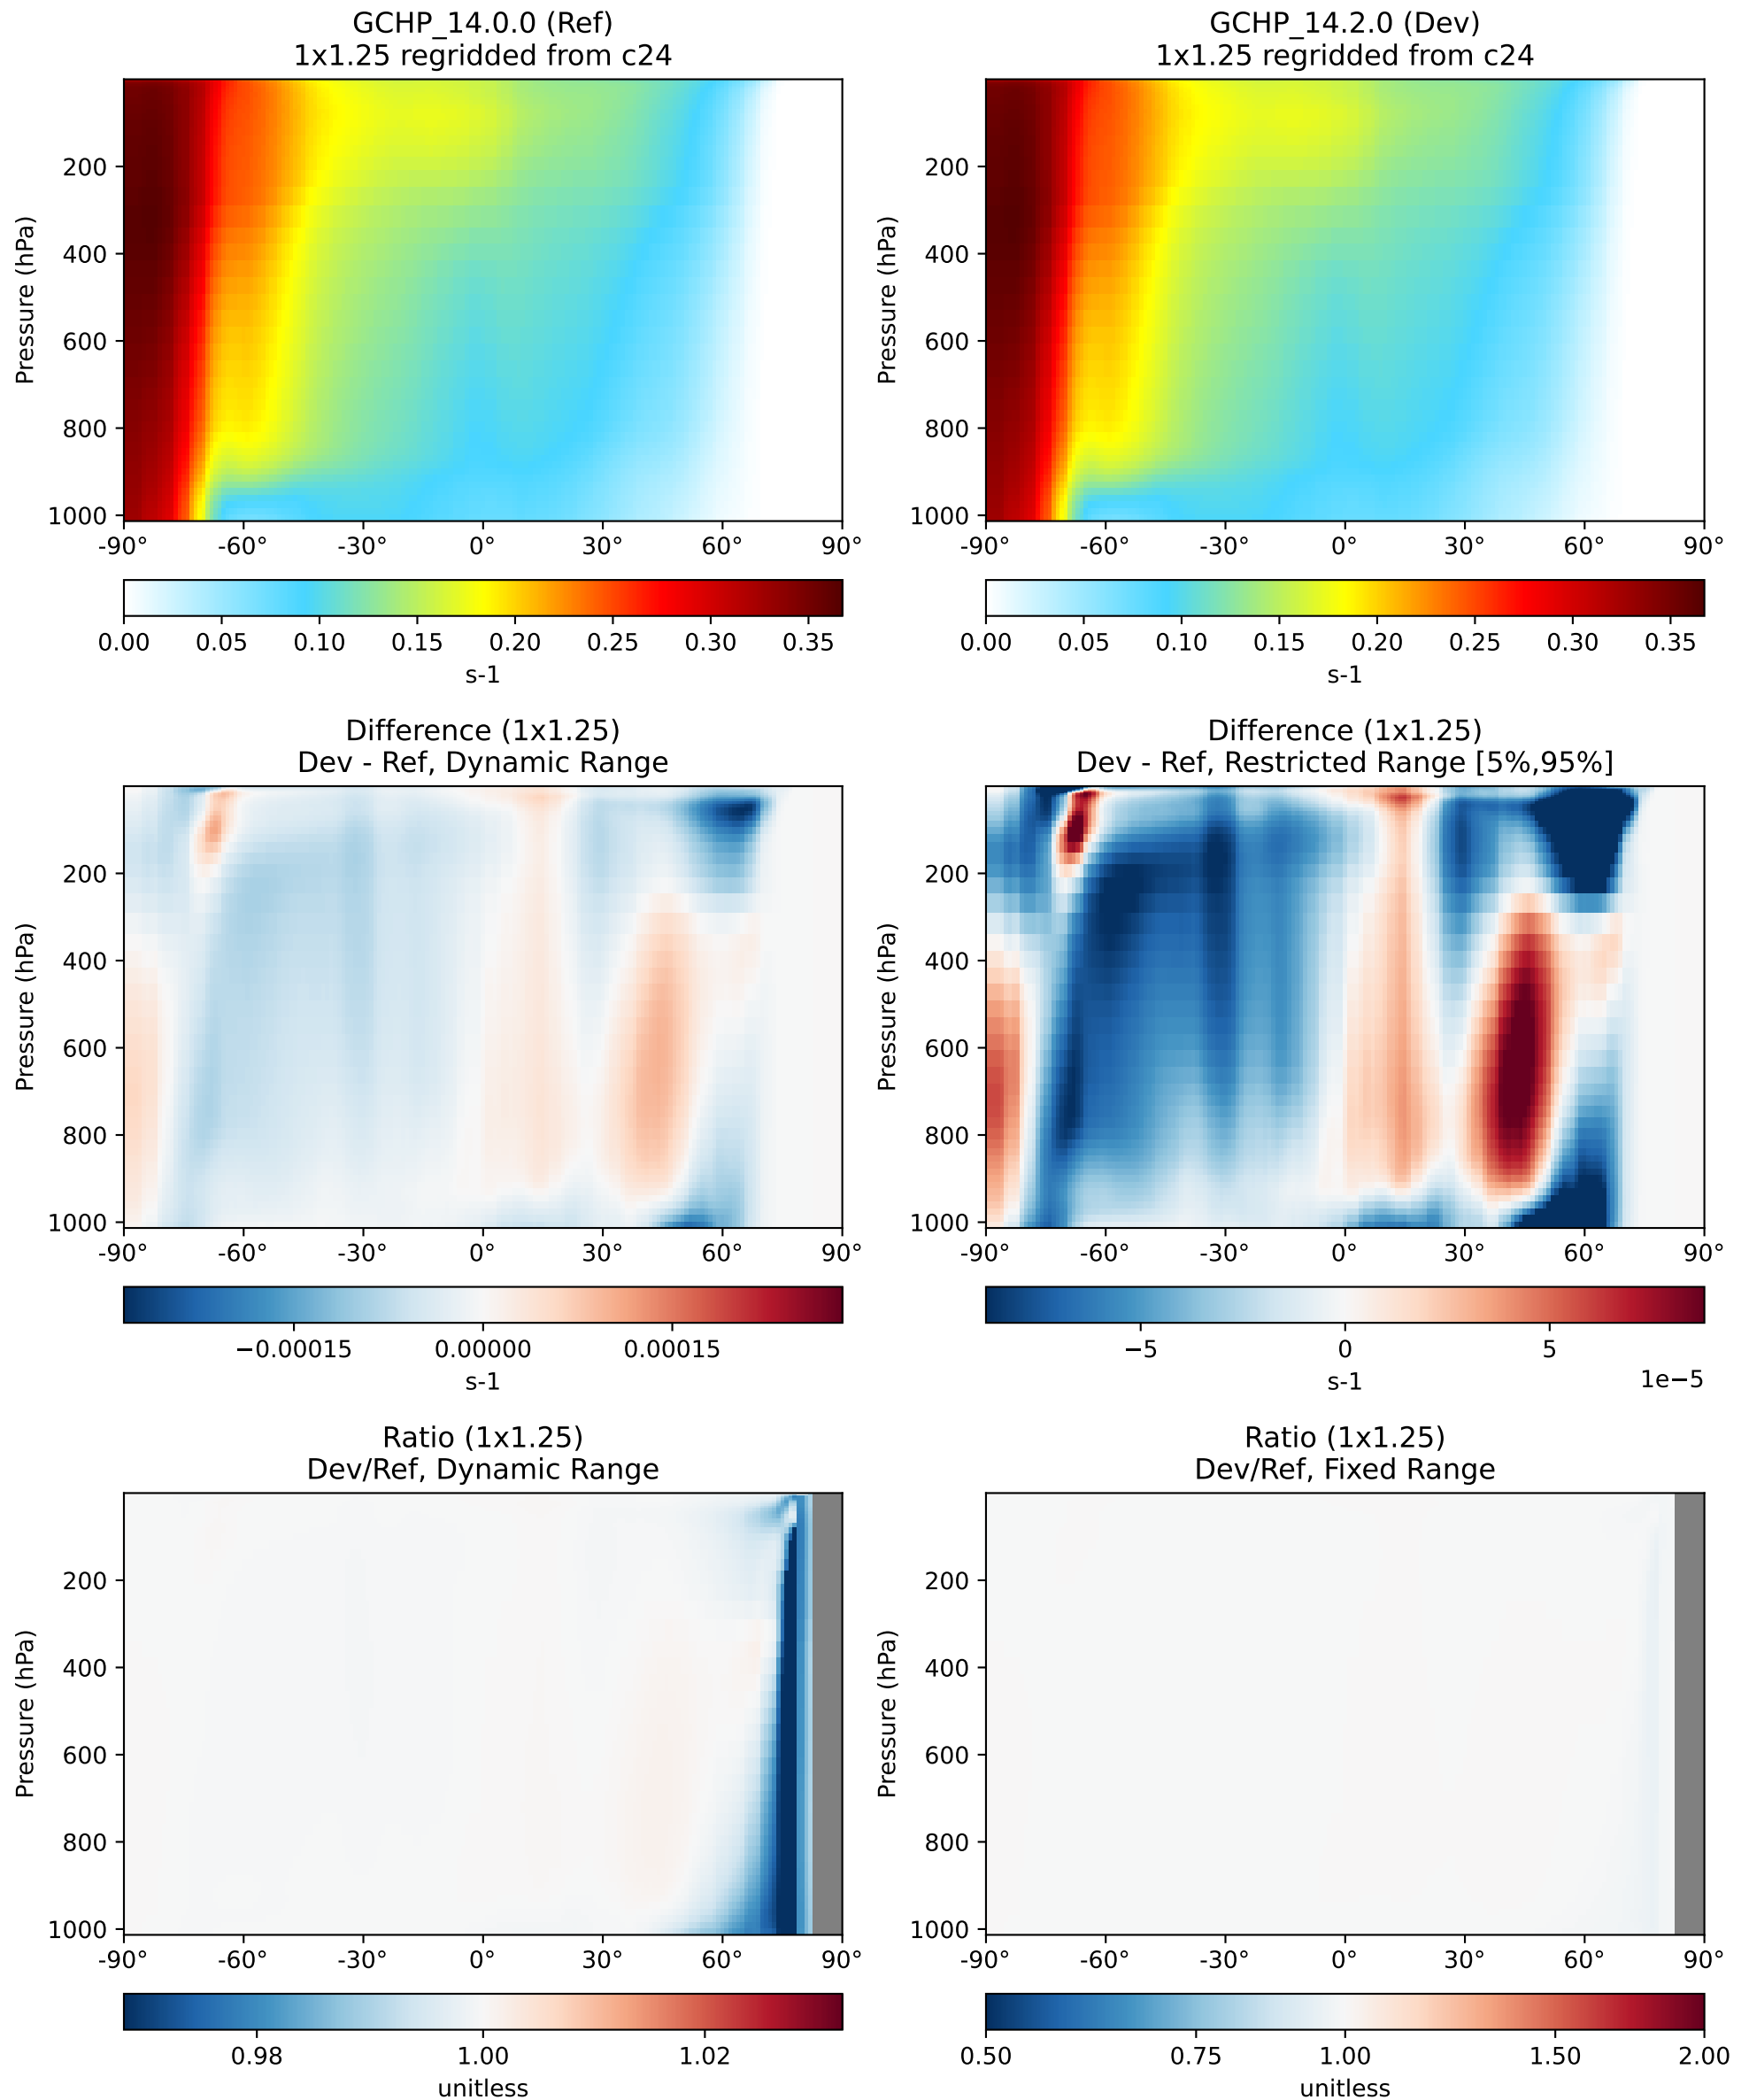 GCHP_14.0.0 (Ref)
1x1.25 regridded from c24
Pressure (hPa)
200
400
600
800
1000
-90° -60° -30° 0° 30° 60° 90°
0.00 0.05 0.10 0.15 0.20 0.25 0.30 0.35
s-1
GCHP_14.2.0 (Dev)
1x1.25 regridded from c24
Pressure (hPa)
200
400
600
800
1000
-90° -60° -30° 0° 30° 60° 90°
0.00 0.05 0.10 0.15 0.20 0.25 0.30 0.35
s-1
Difference (1x1.25)
Dev - Ref, Dynamic Range
Pressure (hPa)
200
400
600
800
1000
-90° -60° -30° 0° 30° 60° 90°
−0.00015 0.00000 0.00015
s-1
Difference (1x1.25)
Dev - Ref, Restricted Range [5%,95%]
Pressure (hPa)
200
400
600
800
1000
-90° -60° -30° 0° 30° 60° 90°
−5 0 5
s-1
1e−5
Ratio (1x1.25)
Dev/Ref, Dynamic Range
Pressure (hPa)
200
400
600
800
1000
-90° -60° -30° 0° 30° 60° 90°
0.98 1.00 1.02
unitless
Ratio (1x1.25)
Dev/Ref, Fixed Range
Pressure (hPa)
200
400
600
800
1000
-90° -60° -30° 0° 30° 60° 90°
0.50 0.75 1.00 1.50 2.00
unitless